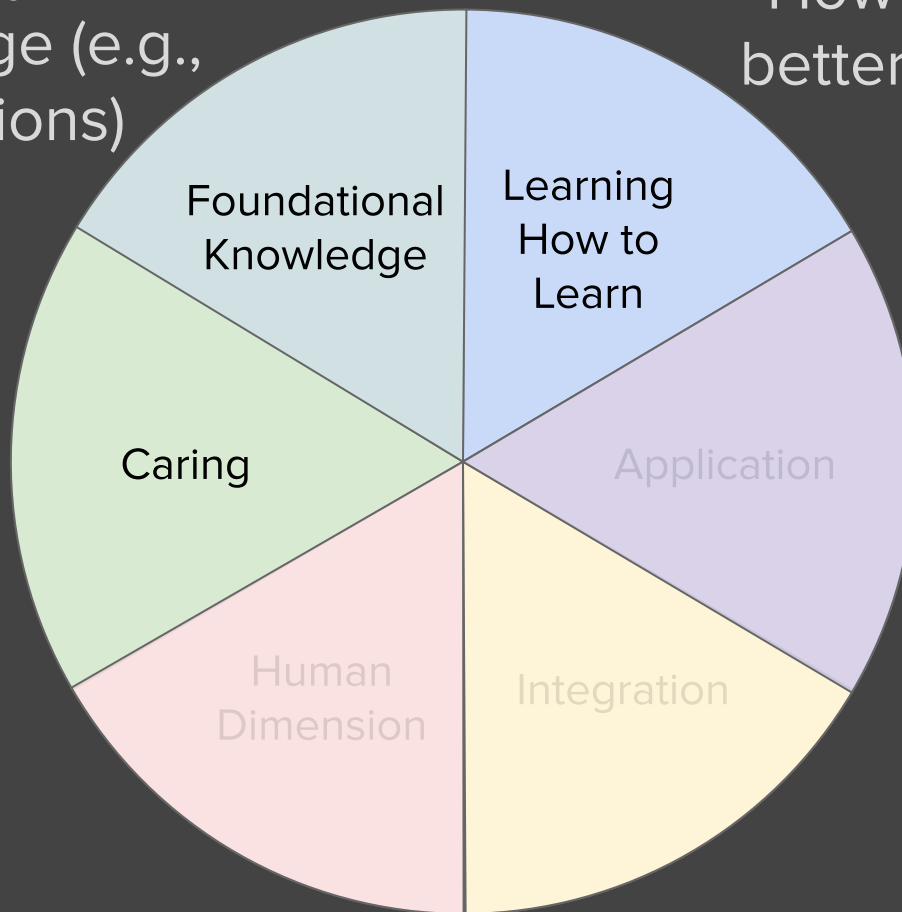 ge (e.g.,
ions)
How
better
Foundational
Knowledge
Learning
How to
Learn
Caring
Application
Human
Dimension
Integration